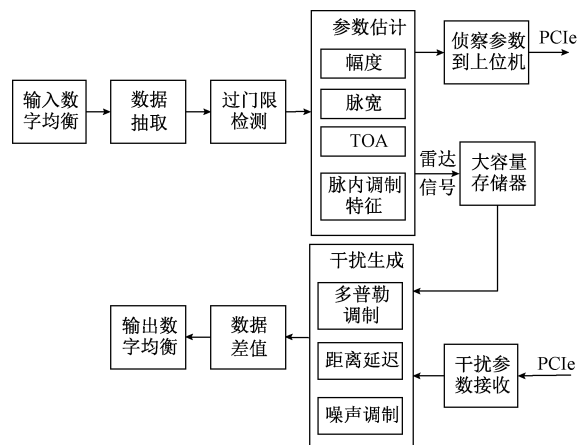 参数估计
幅度
脉宽
TOA
脉内调制
特征
输入数
字均衡
数据
抽取
过门限
检测
侦察参数
到上位机
PCIe
雷达
信号
大容量
存储器
干扰生成
多普勒
调制
距离延迟
噪声调制
输出数
字均衡
数据
差值
干扰参
数接收
PCIe